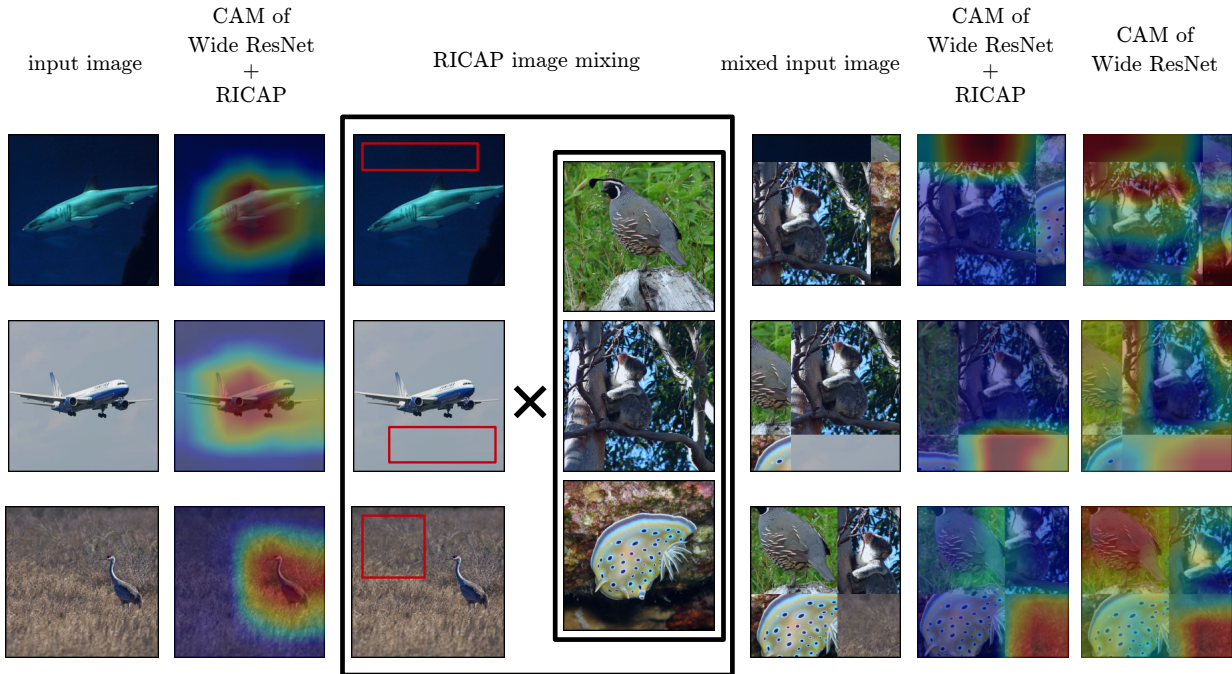 input image
CAM of
Wide ResNet
+
RICAP
RICAP image mixing
mixed input image
CAM of
Wide ResNet
+
RICAP
CAM of
Wide ResNet
×